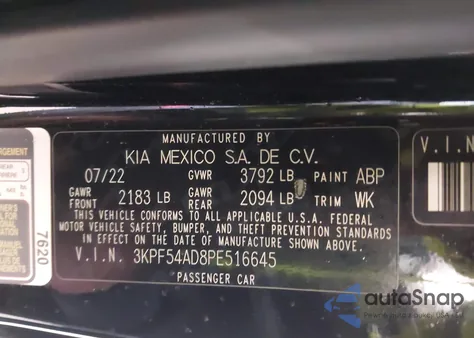 MANUFACTURED BY
KIA MEXICO S.A. DE C.V.
07/22 GVWR 3792 LB PAINT ABP
GAWR FRONT 2183 LB GAWR REAR 2094 LB TRIM WK
THIS VEHICLE CONFORMS TO ALL APPLICABLE U.S.A. FEDERAL
MOTOR VEHICLE SAFETY, BUMPER, AND THEFT PREVENTION STANDARDS
IN EFFECT ON THE DATE OF MANUFACTURE SHOWN ABOVE.
V.I.N. 3KPF54AD8PE516645
PASSENGER CAR
7620
V.I.N
autoSnap